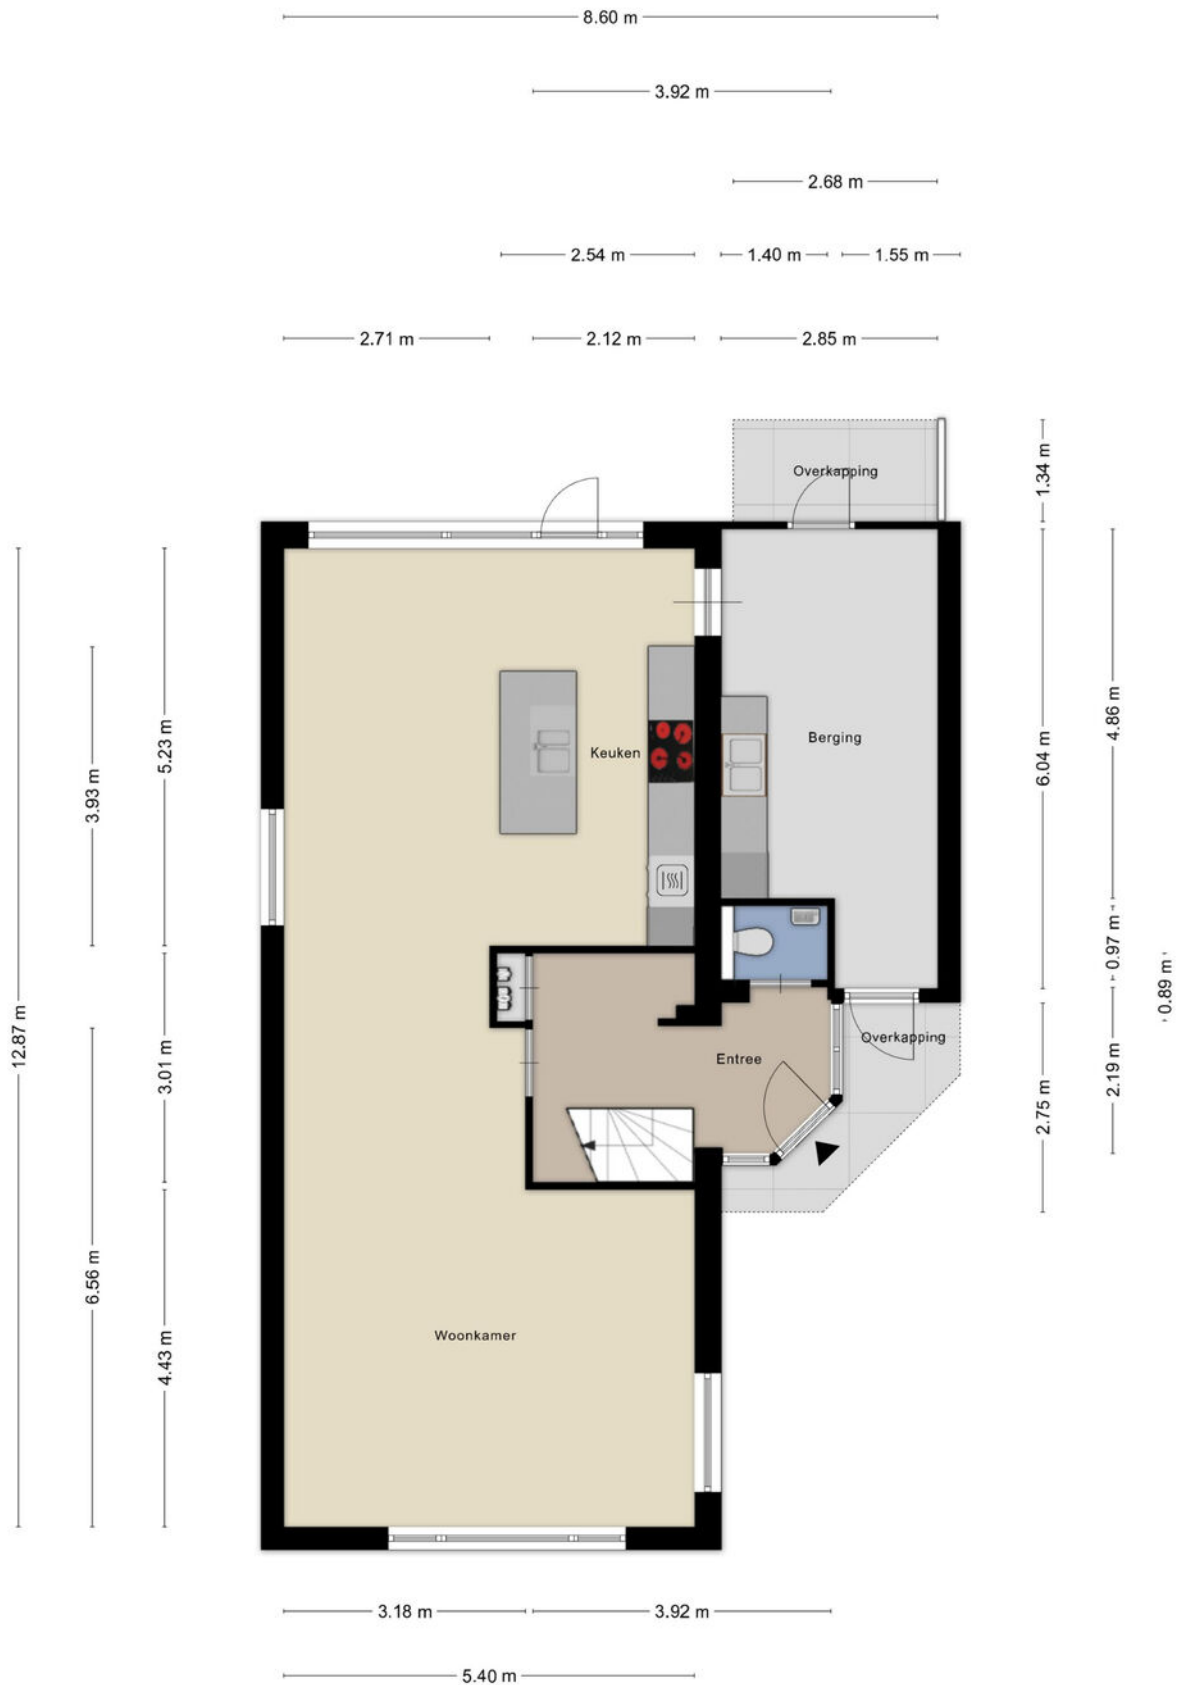 8.60 m
3.92 m
2.68 m
2.54 m
1.40 m
1.55 m
2.71 m
2.12 m
2.85 m
Overkapping
1.34 m
4.86 m
5.23 m
Berging
Keuken
6.04 m
3.93 m
0.97 m
0.89 m
12.87 m
Overkapping
3.01 m
Entree
2.19 m
2.75 m
6.56 m
Woonkamer
4.43 m
3.18 m
3.92 m
5.40 m